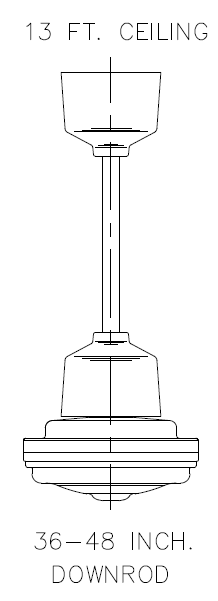 13 FT. CEILING
36-48 INCH.
DOWNROD